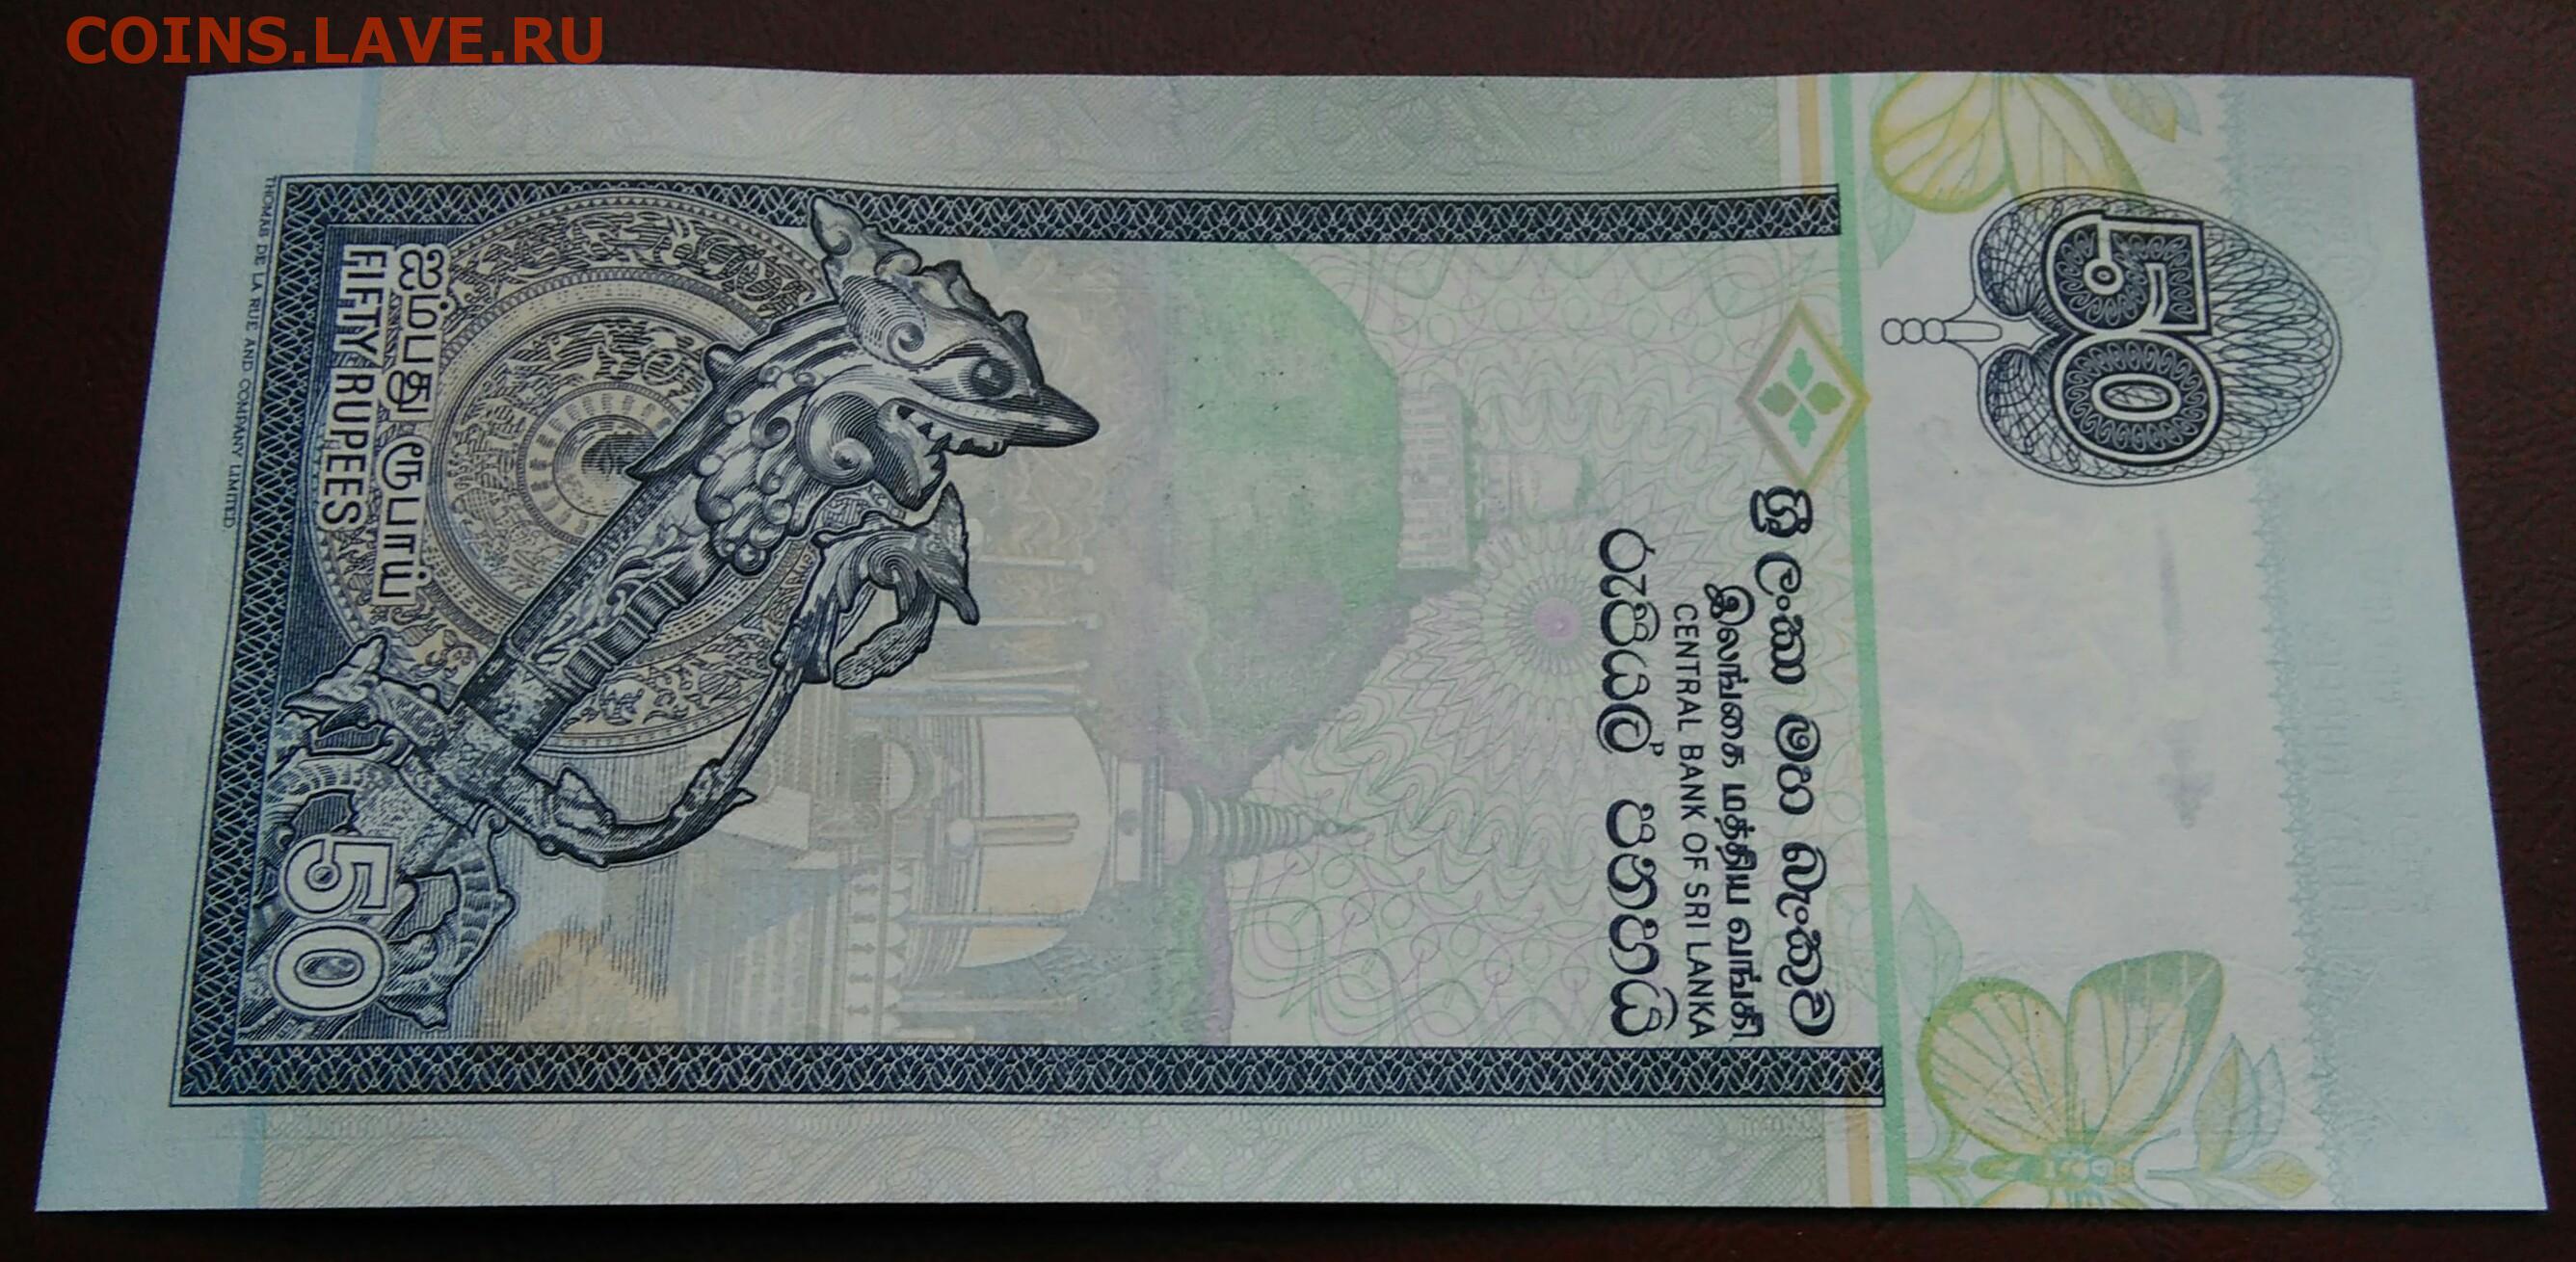 COINS.LAVE.RU
50
ශ්‍රී ලංකා මහ බැංකුව
இலங்கை மத்திய வங்கி
CENTRAL BANK OF SRI LANKA
රුපියල් පනහයි
ஐம்பது ரூபாய்
FIFTY RUPEES
50
THOMAS DE LA RUE AND COMPANY LIMITED